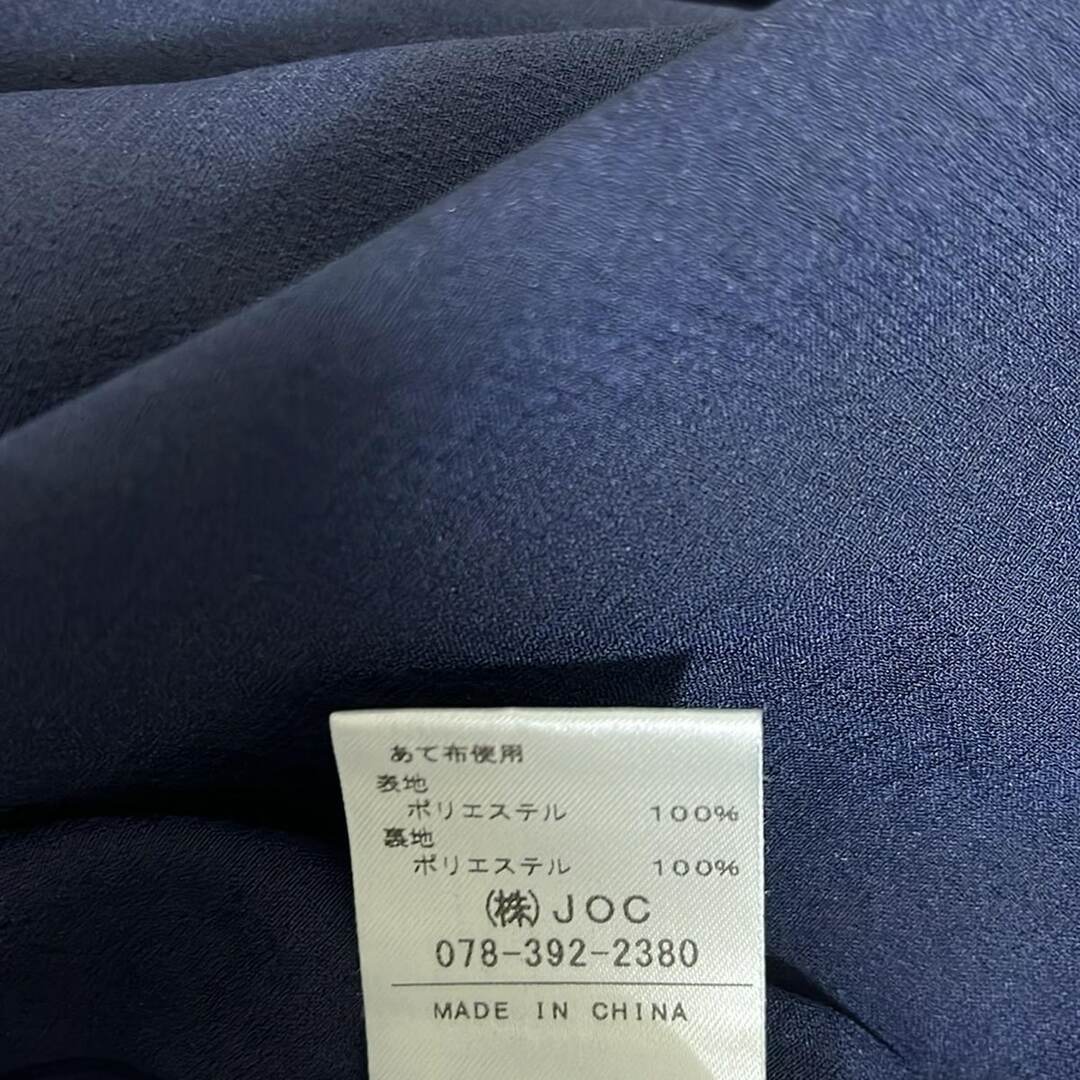 あて布使用
表地
ポリエステル 100%
裏地
ポリエステル 100%
(株)JOC
078-392-2380
MADE IN CHINA